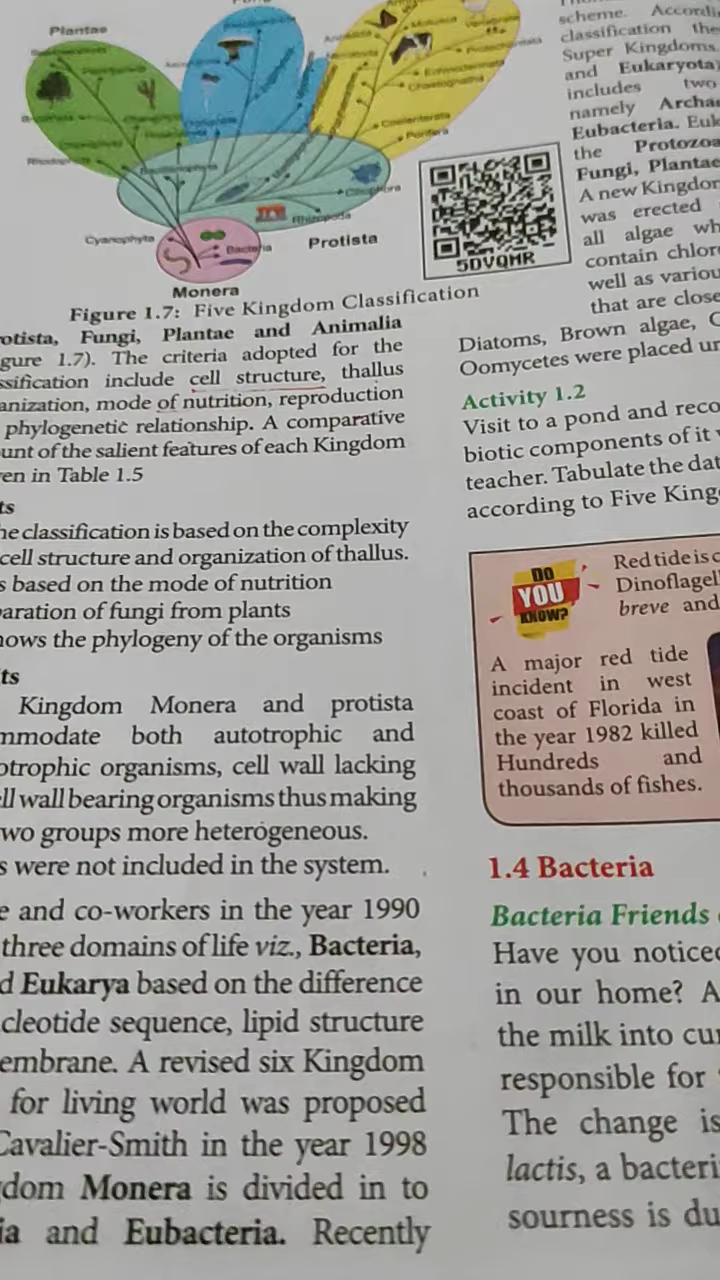 Plantae
Cyanophyta
Bacteria
Monera
Protista
Rhizopoda
Ciliophora
Coelenterata
Porifera
5DVQMR
Figure 1.7: Five Kingdom Classification
otista, Fungi, Plantae and Animalia
gure 1.7). The criteria adopted for the
ssification include cell structure, thallus
anization, mode of nutrition, reproduction
phylogenetic relationship. A comparative
unt of the salient features of each Kingdom
en in Table 1.5
ts
he classification is based on the complexity
cell structure and organization of thallus.
s based on the mode of nutrition
paration of fungi from plants
hows the phylogeny of the organisms
ts
Kingdom Monera and protista
mmodate both autotrophic and
otrophic organisms, cell wall lacking
ll wall bearing organisms thus making
wo groups more heterogeneous.
s were not included in the system.
e and co-workers in the year 1990
three domains of life viz., Bacteria,
d Eukarya based on the difference
cleotide sequence, lipid structure
embrane. A revised six Kingdom
for living world was proposed
Cavalier-Smith in the year 1998
gdom Monera is divided in to
ia and Eubacteria. Recently
scheme. Accordi
classification the
Super Kingdoms,
and Eukaryota
includes two
namely Archa
Eubacteria. Euk
the Protozoa
Fungi, Plantae
A new Kingdom
was erected
all algae wh
contain chlor
well as variou
that are close
Diatoms, Brown algae, C
Oomycetes were placed un
Activity 1.2
Visit to a pond and reco
biotic components of it
teacher. Tabulate the dat
according to Five King
DO
YOU
KNOW?
Red tide is c
Dinoflagell
breve and
A major red tide
incident in west
coast of Florida in
the year 1982 killed
Hundreds and
thousands of fishes.
1.4 Bacteria
Bacteria Friends
Have you noticed
in our home? A
the milk into cur
responsible for
The change is
lactis, a bacteri
sourness is du